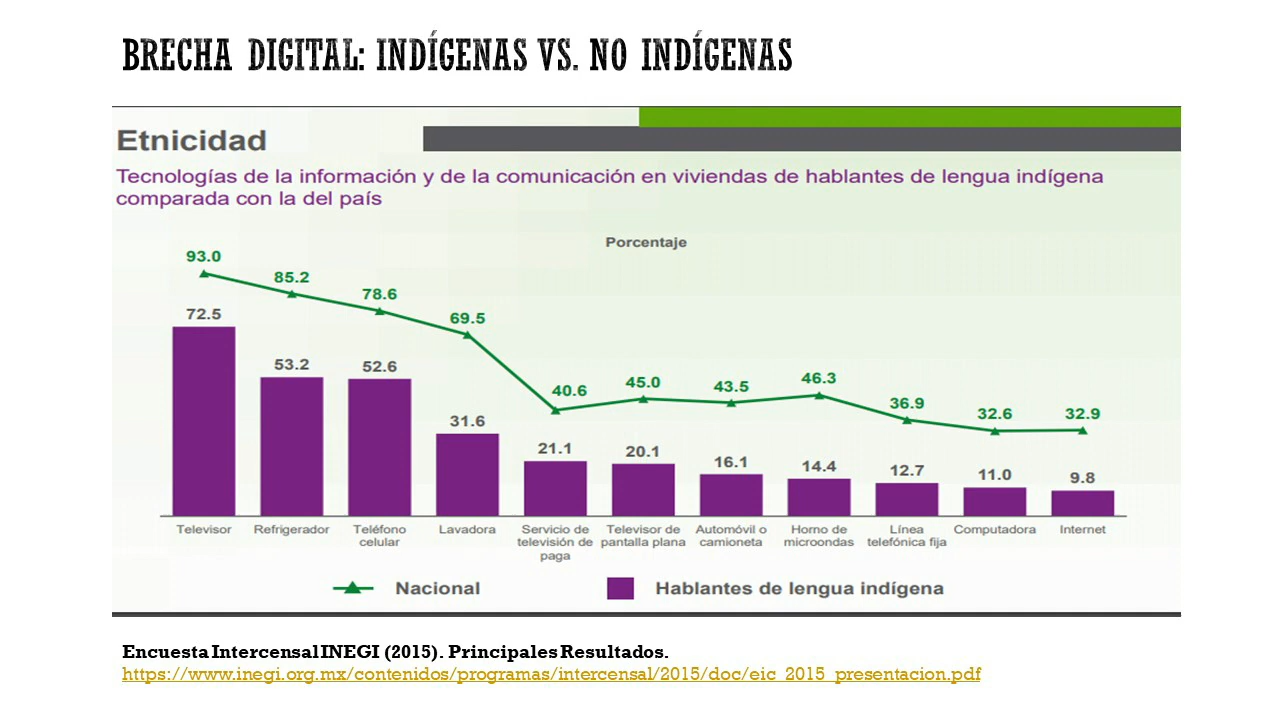 BRECHA DIGITAL: INDÍGENAS VS. NO INDÍGENAS
Etnicidad
Tecnologías de la información y de la comunicación en viviendas de hablantes de lengua indígena
comparada con la del país
Porcentaje
93.0
85.2
78.6
69.5
40.6
45.0
43.5
46.3
36.9
32.6
32.9
72.5
53.2
52.6
31.6
21.1
20.1
16.1
14.4
12.7
11.0
9.8
Televisor
Refrigerador
Teléfono
celular
Lavadora
Servicio de
televisión de
paga
Televisor de
pantalla plana
Automóvil o
camioneta
Horno de
microondas
Línea
telefónica fija
Computadora
Internet
Nacional
Hablantes de lengua indígena
Encuesta Intercensal INEGI (2015). Principales Resultados.
https://www.inegi.org.mx/contenidos/programas/intercensal/2015/doc/eic_2015_presentacion.pdf